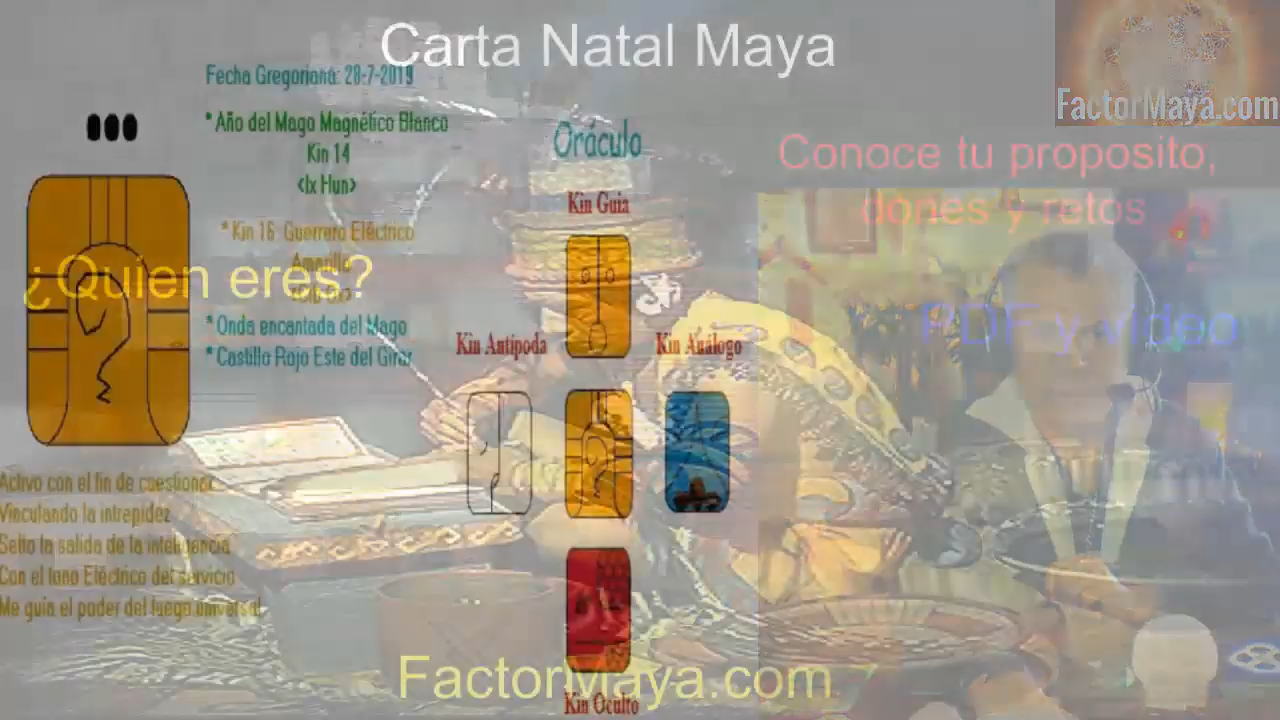 Carta Natal Maya
FactorMaya.com
Fecha Gregoriana: 28-7-2019
*Año del Mago Magnético Blanco
Kin 14
<Ix Hun>
*Kin 16 Guerrero Eléctrico
Amarillo
¿Quien eres?
*Onda encantada del Mago
*Castillo Rojo Este del Girar
Oráculo
Kin Guia
Kin Antípoda
Kin Análogo
Kin Oculto
Conoce tu proposito,
dones y retos
PDF y video
Activo con el fin de cuestionar
Vinculando la intrepidez
Sello la salida de la inteligencia
Con el tono Eléctrico del servicio
Me guia el poder del fuego universal
FactorMaya.com